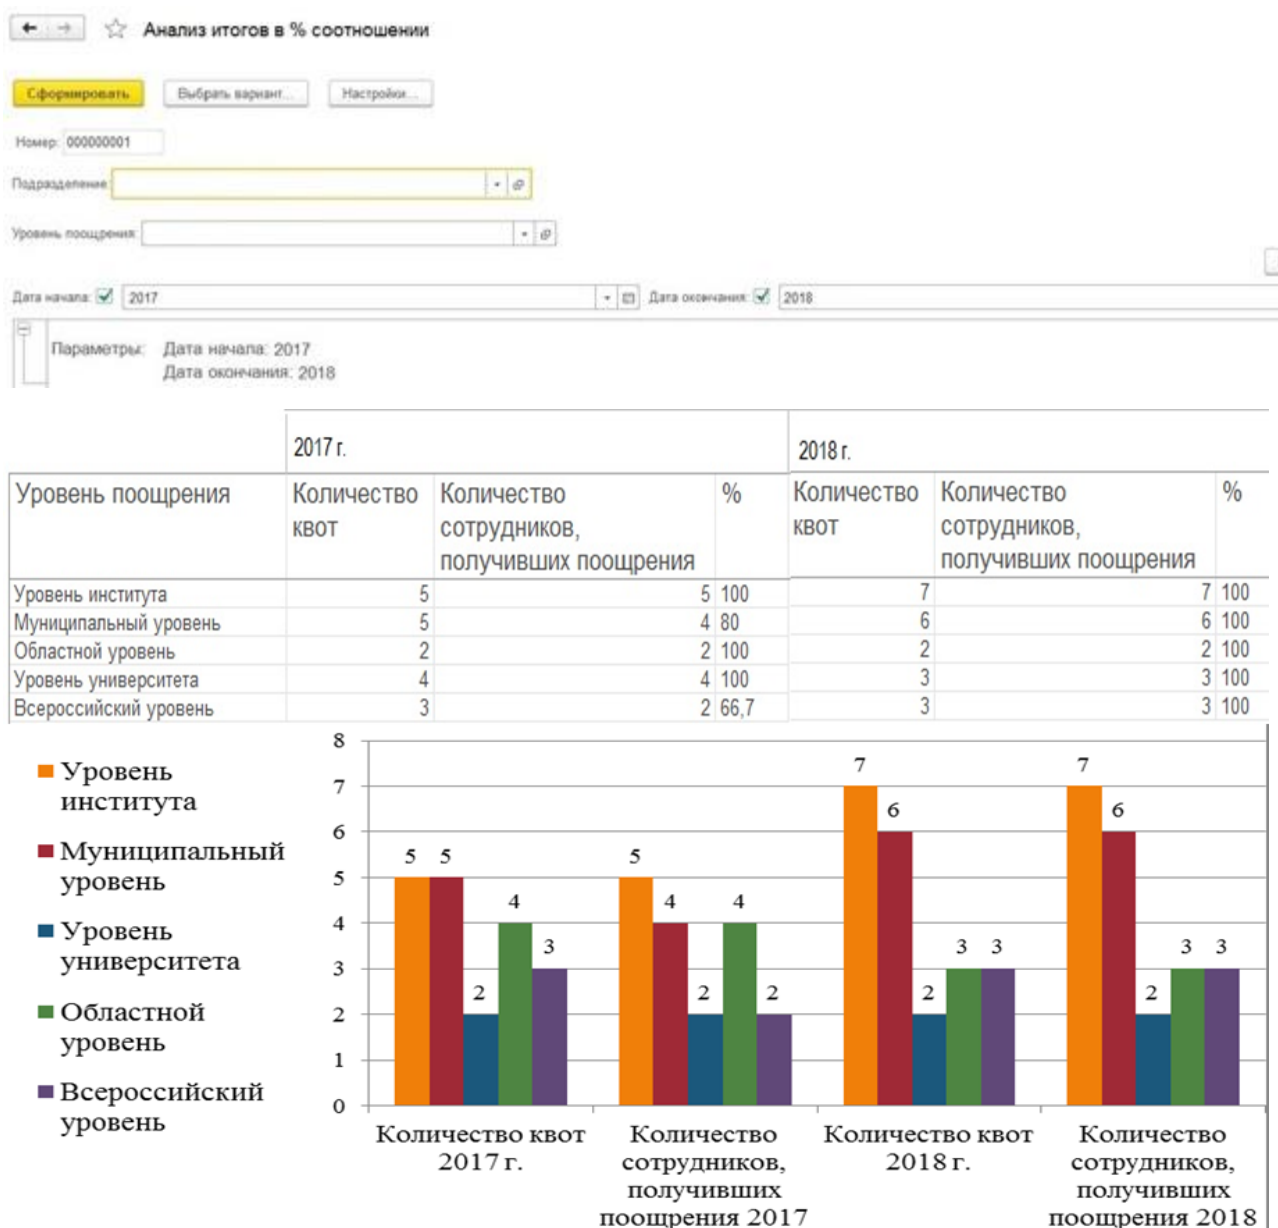 Анализ итогов в % соотношении
Сформировать Выбрать вариант... Настройки...
Номер: 000000001
Подразделение:
Уровень поощрения:
Дата начала: 2017 Дата окончания: 2018
Параметры: Дата начала: 2017
Дата окончания: 2018
2017 г. 2018 г.
Уровень поощрения Количество Количество % Количество Количество %
квот сотрудников, квот сотрудников,
получивших поощрения получивших поощрения
Уровень института 5 5 100 7 7 100
Муниципальный уровень 5 4 80 6 6 100
Областной уровень 2 2 100 2 2 100
Уровень университета 4 4 100 3 3 100
Всероссийский уровень 3 2 66,7 3 3 100
Уровень
института
Муниципальный
уровень
Уровень
университета
Областной
уровень
Всероссийский
уровень
8
7
6
5
4
3
2
1
0
5 5 2 4 3
5 4 2 4 2
7 6 2 3 3
7 6 2 3 3
Количество квот
2017 г.
Количество
сотрудников,
получивших
поощрения 2017
Количество квот
2018 г.
Количество
сотрудников,
получивших
поощрения 2018